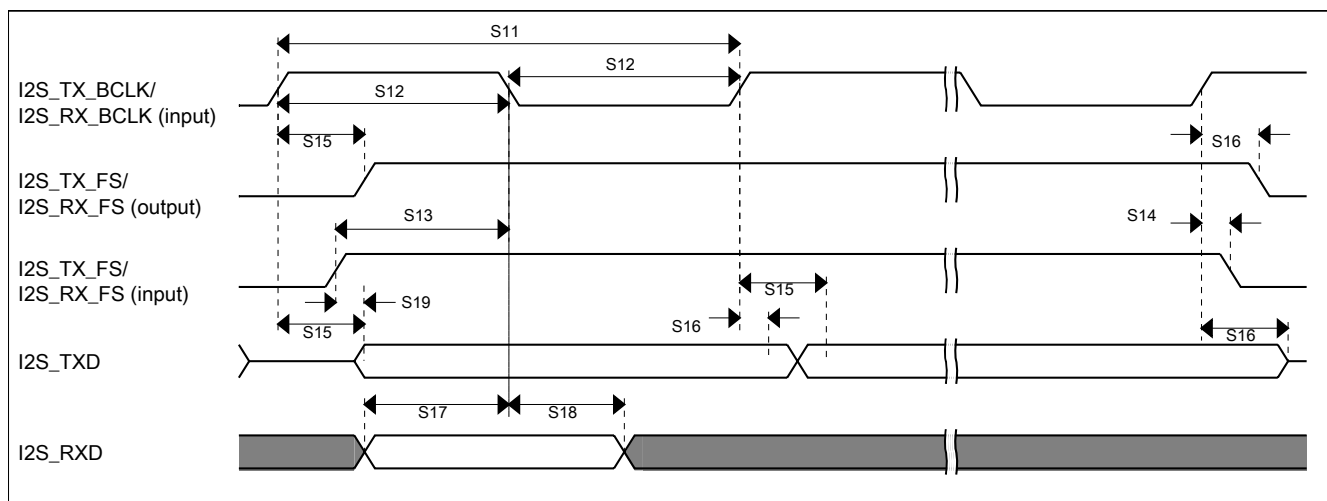 S11
S12
I2S_TX_BCLK/
I2S_RX_BCLK (input)
S12
S15
S16
I2S_TX_FS/
I2S_RX_FS (output)
S13
S14
I2S_TX_FS/
I2S_RX_FS (input)
S19
S15
S15
S16
S16
I2S_TXD
S17
S18
I2S_RXD